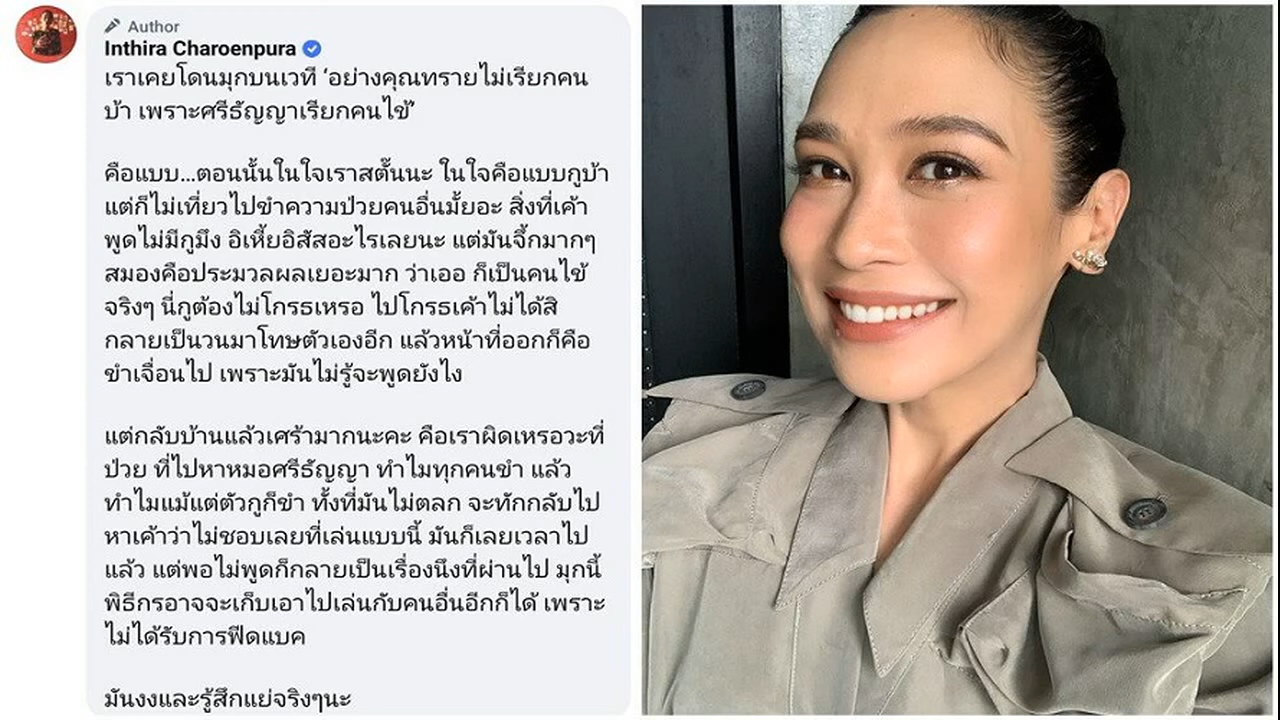 Author
Inthira Charoenpura
เราเคยโดนมุกบนเวที ‘อย่างคุณทรายไม่เรียกคน
บ้า เพราะศรีธัญญาเรียกคนไข้’
คือแบบ...ตอนนั้นในใจเราสตั้นนะ ในใจคือแบบกูบ้า
แต่ก็ไม่เที่ยวไปขำความป่วยคนอื่นมั้ยอะ สิ่งที่เค้า
พูดไม่มีกูมึง อิเหี้ยอิสัสอะไรเลยนะ แต่มันจึ้กมากๆ
สมองคือประมวลผลเยอะมาก ว่าเออ ก็เป็นคนไข้
จริงๆ นี่กูต้องไม่โกรธเหรอ ไปโกรธเค้าไม่ได้สิ
กลายเป็นวนมาโทษตัวเองอีก แล้วหน้าที่ออกก็คือ
ขำเจื่อนไป เพราะมันไม่รู้จะพูดยังไง
แต่กลับบ้านแล้วเศร้ามากนะคะ คือเราผิดเหรอวะที่
ป่วย ที่ไปหาหมอศรีธัญญา ทำไมทุกคนขำ แล้ว
ทำไมแม้แต่ตัวกูก็ขำ ทั้งที่มันไม่ตลก จะทักกลับไป
หาเค้าว่าไม่ชอบเลยที่เล่นแบบนี้ มันก็เลยเวลาไป
แล้ว แต่พอไม่พูดก็กลายเป็นเรื่องนึงที่ผ่านไป มุกนี้
พิธีกรอาจจะเก็บเอาไปเล่นกับคนอื่นอีกก็ได้ เพราะ
ไม่ได้รับการฟีดแบค
มันงงและรู้สึกแย่จริงๆนะ